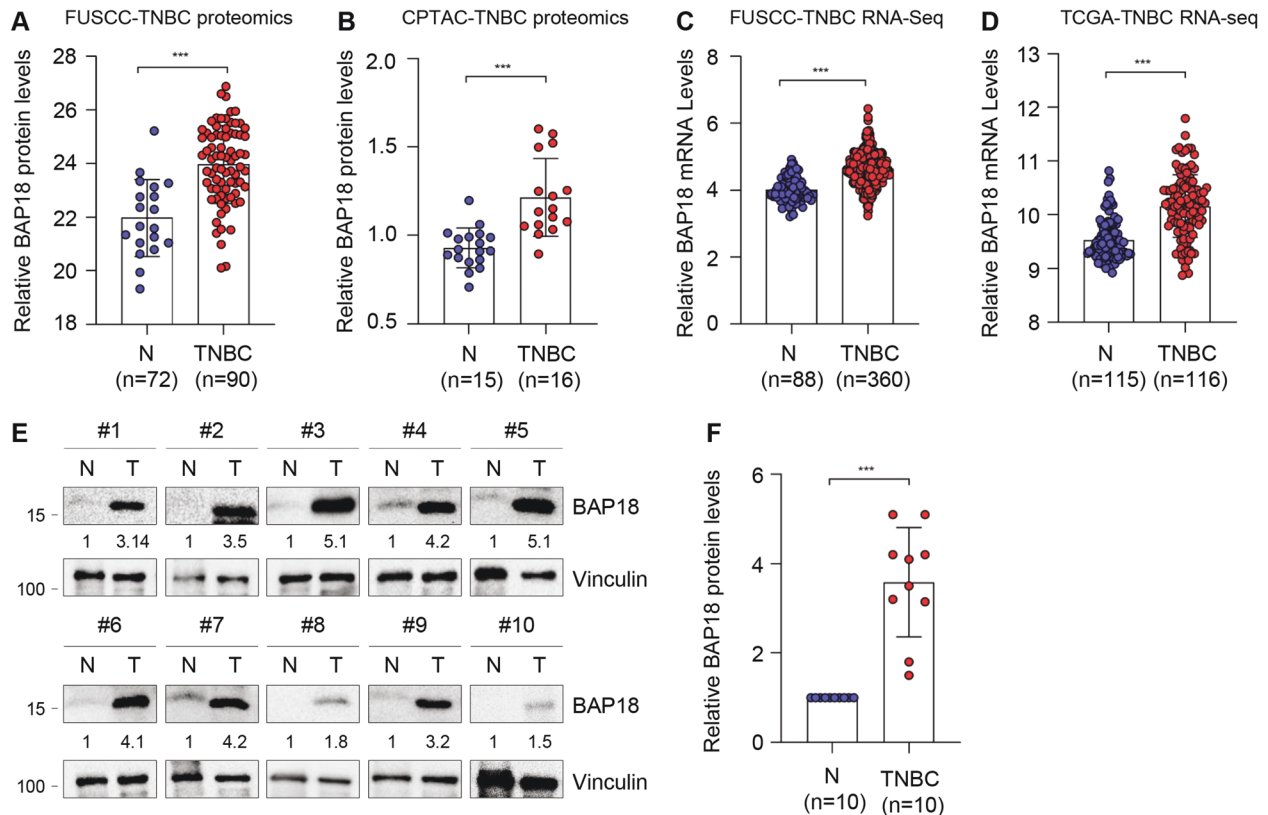 A FUSCC-TNBC proteomics
Relative BAP18 protein levels
28
26
24
22
20
18
***
N TNBC
(n=72) (n=90)
B CPTAC-TNBC proteomics
Relative BAP18 protein levels
2.0
1.5
1.0
0.5
***
N TNBC
(n=15) (n=16)
C FUSCC-TNBC RNA-Seq
Relative BAP18 mRNA Levels
8
6
4
2
0
***
N TNBC
(n=88) (n=360)
D TCGA-TNBC RNA-seq
Relative BAP18 mRNA Levels
13
12
11
10
9
8
***
N TNBC
(n=115) (n=116)
E #1 #2 #3 #4 #5
N T N T N T N T N T
15 BAP18
1 3.14 1 3.5 1 5.1 1 4.2 1 5.1
100 Vinculin
#6 #7 #8 #9 #10
N T N T N T N T N T
15 BAP18
1 4.1 1 4.2 1 1.8 1 3.2 1 1.5
100 Vinculin
F
Relative BAP18 protein levels
6
4
2
0
***
N TNBC
(n=10) (n=10)